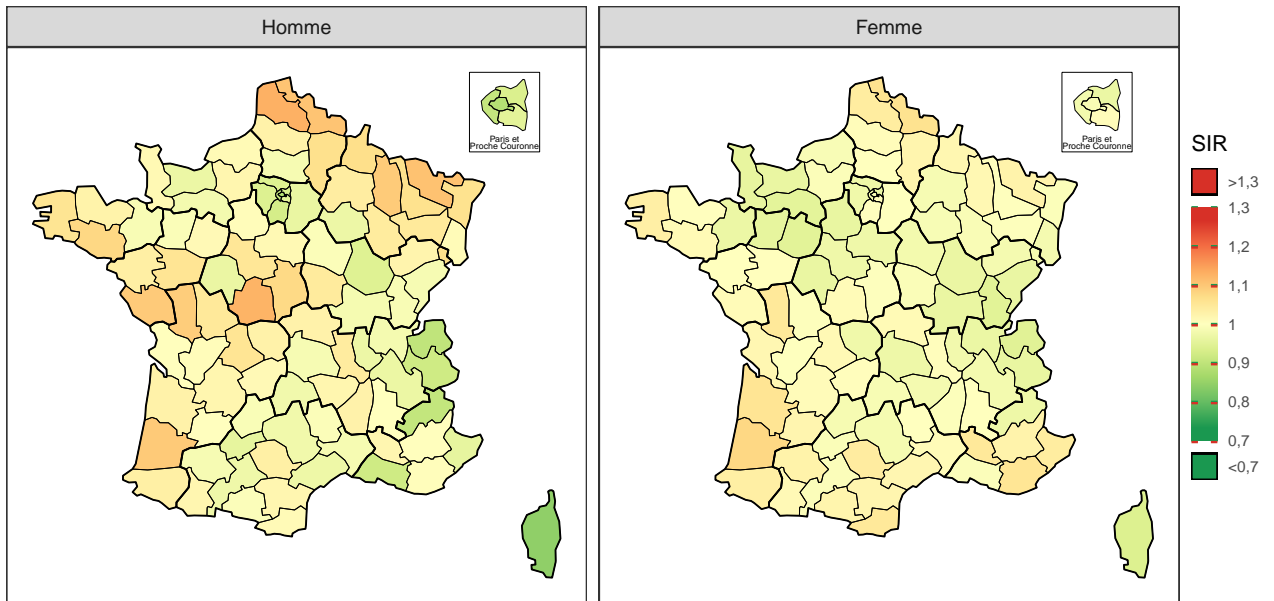 Homme
Femme
Paris et
Proche Couronne
Paris et
Proche Couronne
SIR
>1,3
1,3
1,2
1,1
1
0,9
0,8
0,7
<0,7